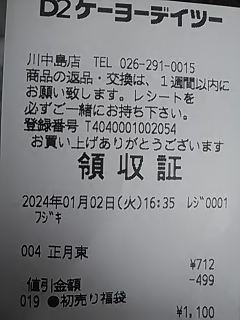 D2ケーヨーデイツー
川中島店 TEL 026-291-0015
商品の返品・交換は、1週間以内に
お願い致します。レシートを
必ずご一緒にお持ち下さい。
登録番号 T4040001002054
お買い上げありがとうございます
領収証
2024年01月02日(火)16:35 レジ0001
フジキ
004 正月束 ¥712
値引金額 -499
019 ●初売り福袋 ¥1,100